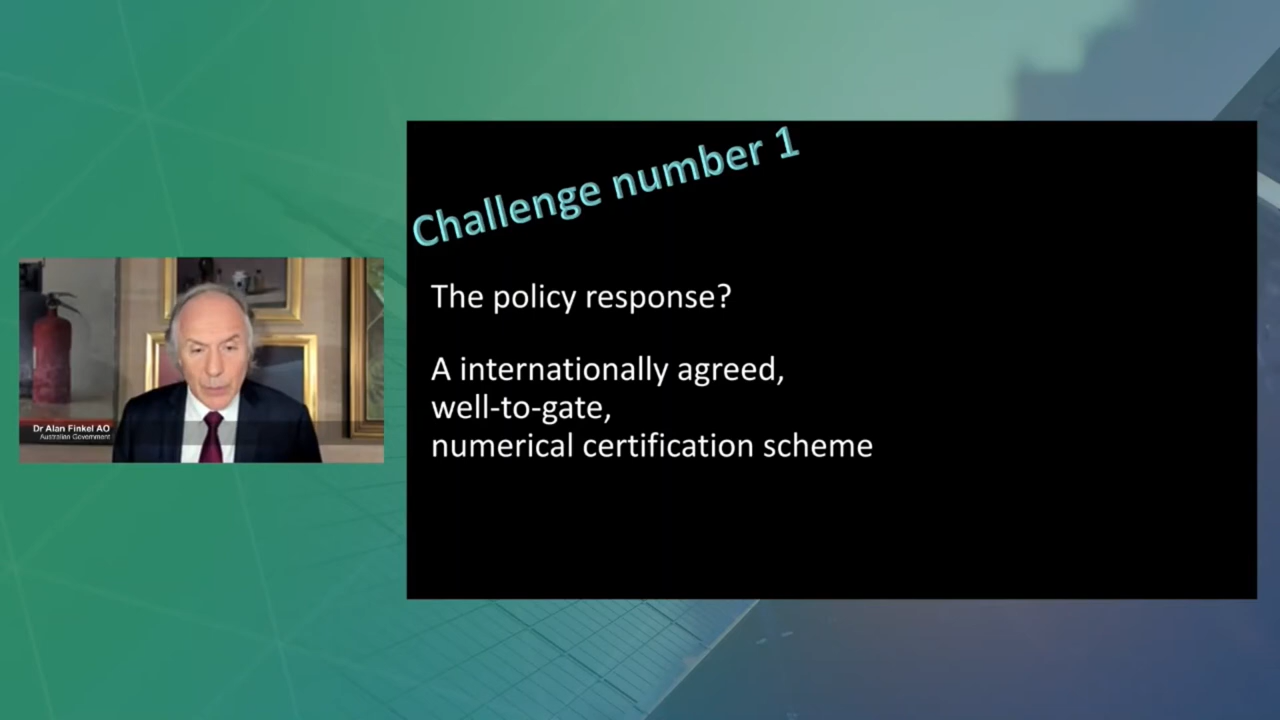 Challenge number 1
The policy response?
A internationally agreed,
well-to-gate,
numerical certification scheme
Dr Alan Finkel AO
Australian Government